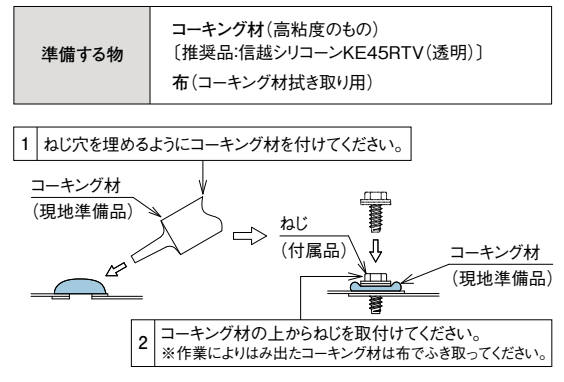 準備する物
コーキング材(高粘度のもの)
〔推奨品:信越シリコーンKE45RTV(透明)〕
布(コーキング材拭き取り用)
1 ねじ穴を埋めるようにコーキング材を付けてください。
コーキング材
(現地準備品)
ねじ
(付属品)
コーキング材
(現地準備品)
2 コーキング材の上からねじを取付けてください。
※作業によりはみ出たコーキング材は布でふき取ってください。